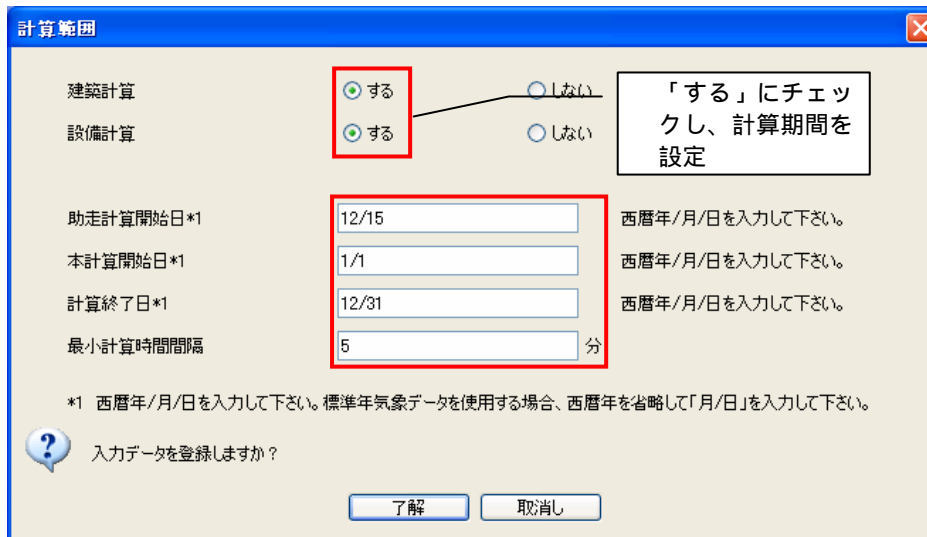 計算範囲
建築計算 する しない
設備計算 する しない
「する」にチェッ
クし、計算期間を
設定
助走計算開始日*1 12/15 西暦年/月/日を入力して下さい。
本計算開始日*1 1/1 西暦年/月/日を入力して下さい。
計算終了日*1 12/31 西暦年/月/日を入力して下さい。
最小計算時間間隔 5 分
*1 西暦年/月/日を入力して下さい。標準年気象データを使用する場合、西暦年を省略して「月/日」を入力して下さい。
入力データを登録しますか?
了解 取消し